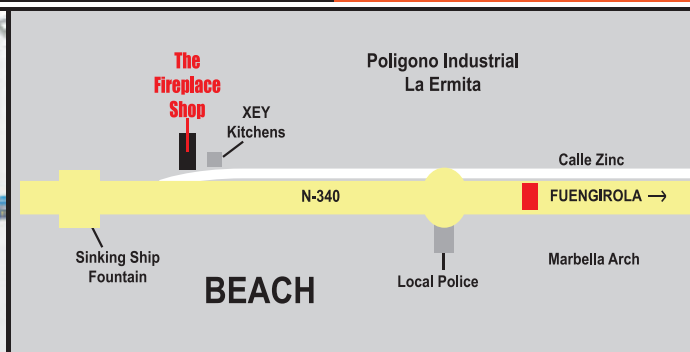 The
Fireplace
Shop
Poligono Industrial
La Ermita
XEY
Kitchens
Calle Zinc
N-340
FUENGIROLA →
Sinking Ship
Fountain
BEACH
Local Police
Marbella Arch